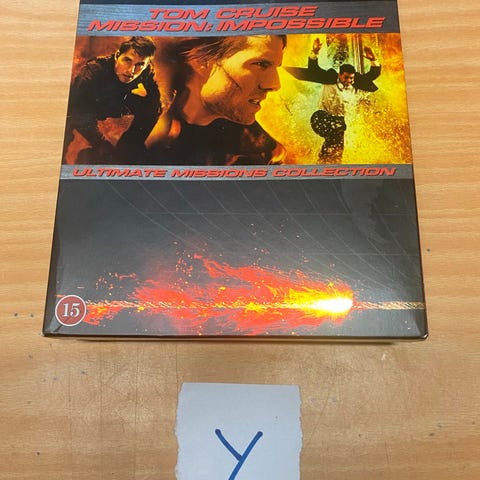 TOM CRUISE
MISSION: IMPOSSIBLE
ULTIMATE MISSIONS COLLECTION
15
Y